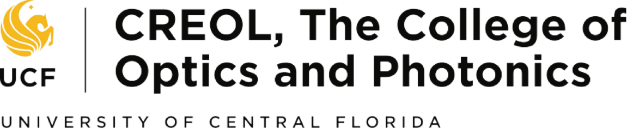 UCF
CREOL, The College of
Optics and Photonics
UNIVERSITY OF CENTRAL FLORIDA